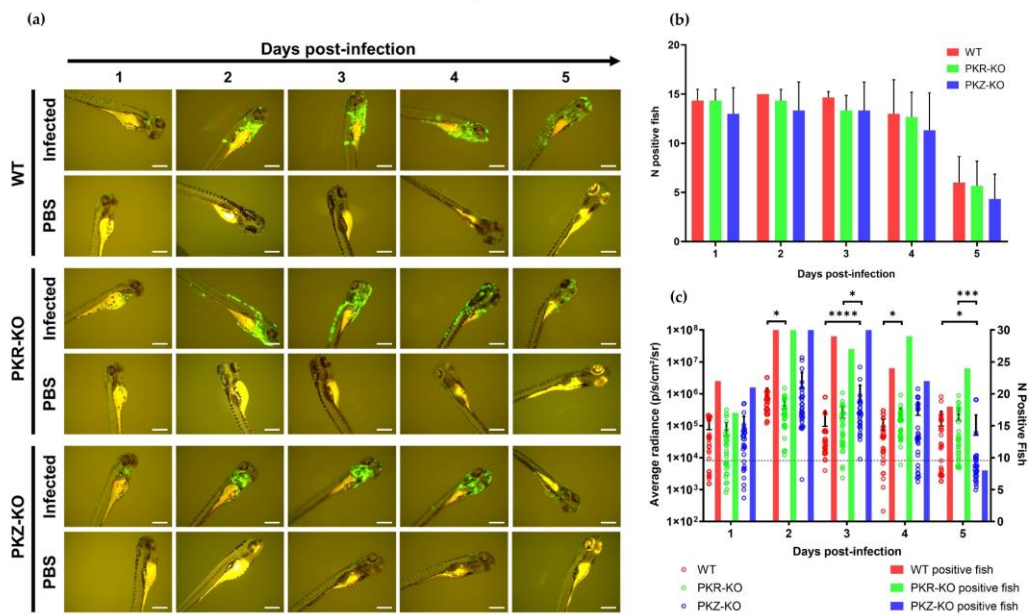 (a)
Days post-infection
1 2 3 4 5
WT
Infected
PBS
PKR-KO
Infected
PBS
PKZ-KO
Infected
PBS
(b)
20
15
10
5
0
N positive fish
WT
PKR-KO
PKZ-KO
1 2 3 4 5
Days post-infection
(c)
* **** * * *** *
1×10⁸
1×10⁷
1×10⁶
1×10⁵
1×10⁴
1×10³
1×10²
Average radiance (p/s/cm²/sr)
30
25
20
15
10
5
0
N Positive Fish
1 2 3 4 5
Days post-infection
WT
PKR-KO
PKZ-KO
WT positive fish
PKR-KO positive fish
PKZ-KO positive fish